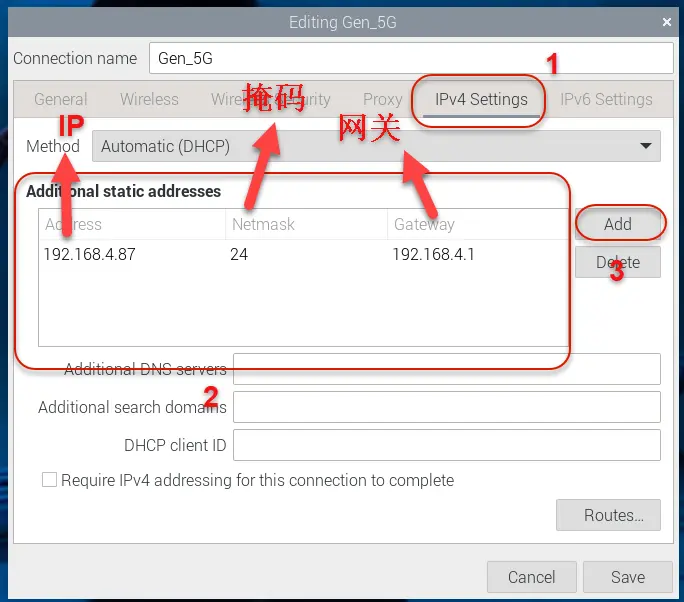 Editing Gen_5G
Connection name Gen_5G
1
General Wireless Wireless Security Proxy IPv4 Settings IPv6 Settings
掩码
IP
网关
Method Automatic (DHCP)
Additional static addresses
Address Netmask Gateway Add
192.168.4.87 24 192.168.4.1 Delete
3
Additional DNS servers
2
Additional search domains
DHCP client ID
Require IPv4 addressing for this connection to complete
Routes...
Cancel Save